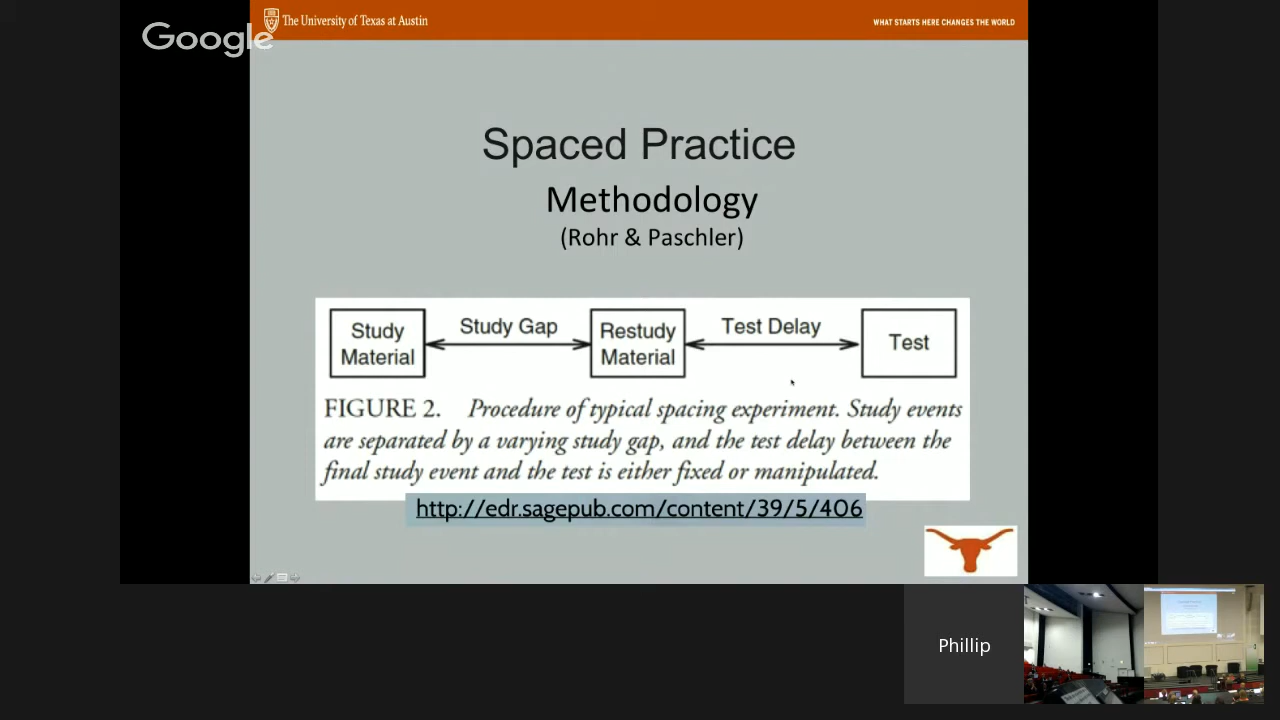 Google
The University of Texas at Austin
WHAT STARTS HERE CHANGES THE WORLD
Spaced Practice
Methodology
(Rohr & Paschler)
Study
Material
Study Gap
Restudy
Material
Test Delay
Test
FIGURE 2. Procedure of typical spacing experiment. Study events
are separated by a varying study gap, and the test delay between the
final study event and the test is either fixed or manipulated.
http://edr.sagepub.com/content/39/5/406
Phillip